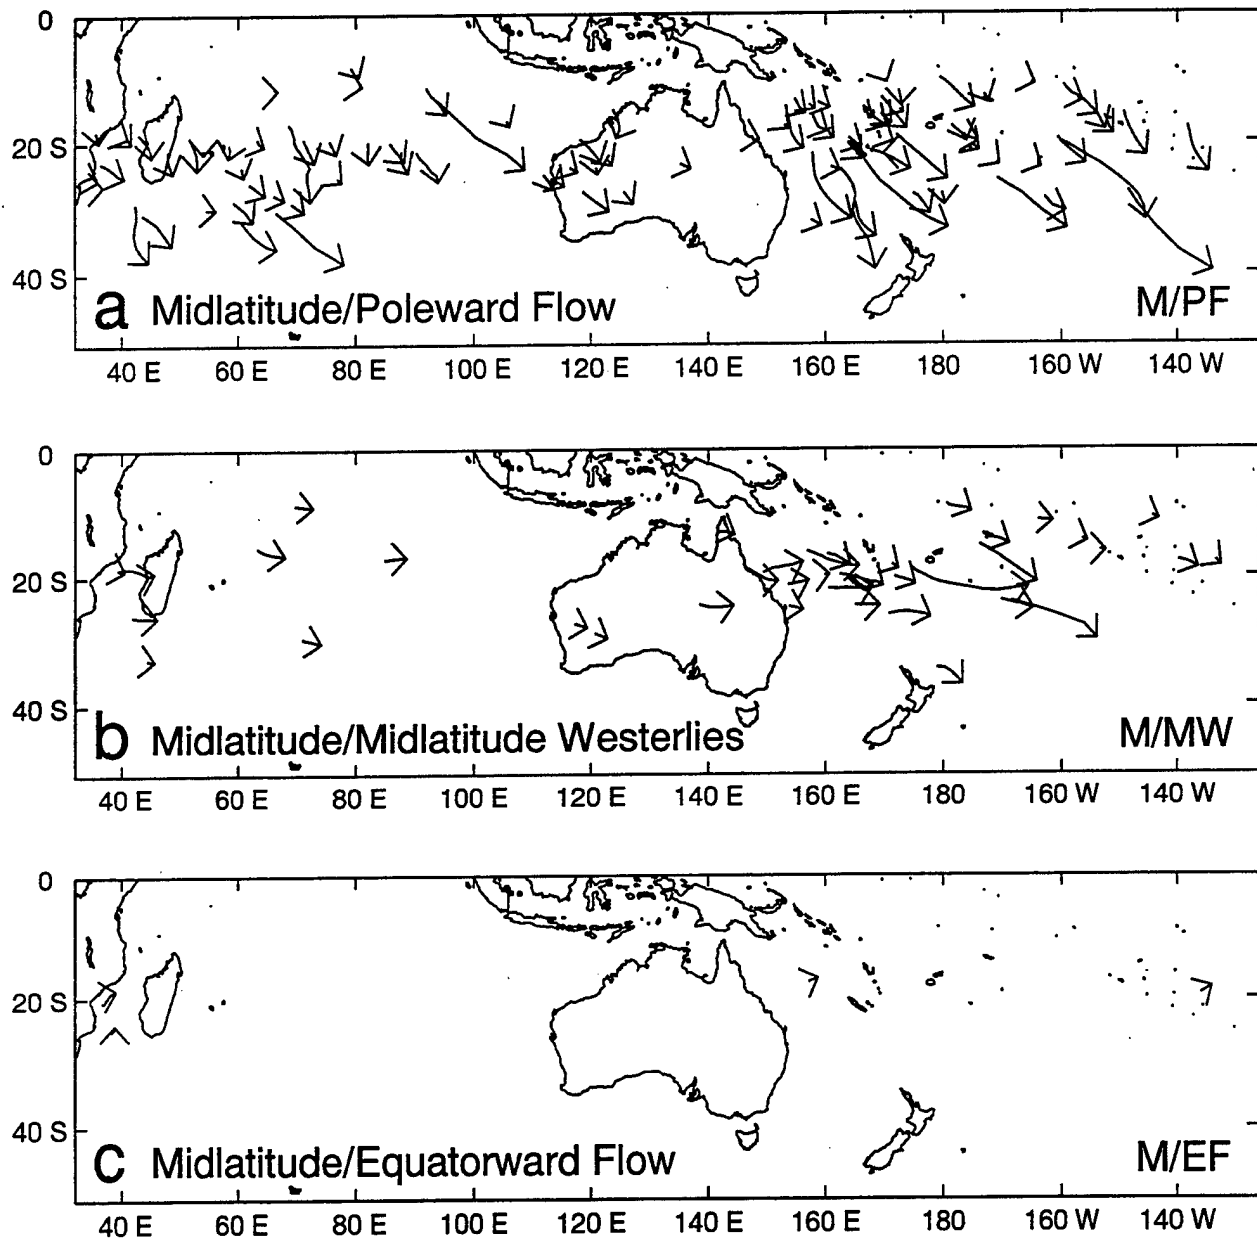 0
20 S
40 S
a Midlatitude/Poleward Flow M/PF
40 E 60 E 80 E 100 E 120 E 140 E 160 E 180 160 W 140 W
0
20 S
40 S
b Midlatitude/Midlatitude Westerlies M/MW
40 E 60 E 80 E 100 E 120 E 140 E 160 E 180 160 W 140 W
0
20 S
40 S
c Midlatitude/Equatorward Flow M/EF
40 E 60 E 80 E 100 E 120 E 140 E 160 E 180 160 W 140 W